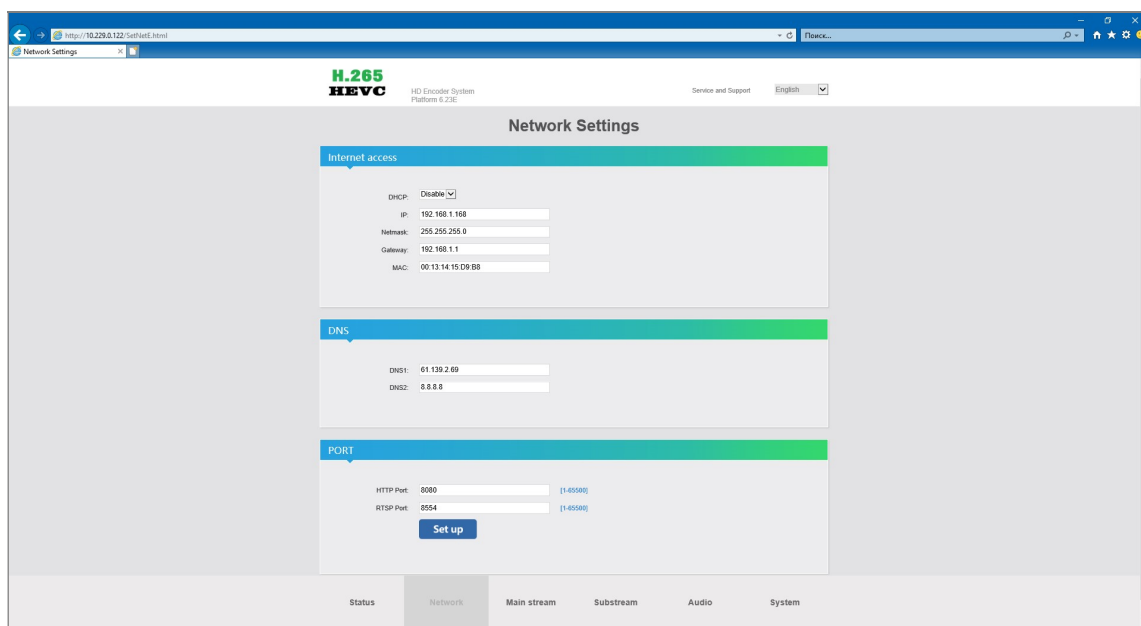 http://10.229.0.122/SetNetE.html
Поиск...
Network Settings
H.265
HEVC
HD Encoder System
Platform 6.23E
Service and Support
English
Network Settings
Internet access
DHCP: Disable
IP: 192.168.1.168
Netmask: 255.255.255.0
Gateway: 192.168.1.1
MAC: 00:13:14:15:D9:B8
DNS
DNS1: 61.139.2.69
DNS2: 8.8.8.8
PORT
HTTP Port: 8080 [1-65500]
RTSP Port: 8554 [1-65500]
Set up
Status Network Main stream Substream Audio System